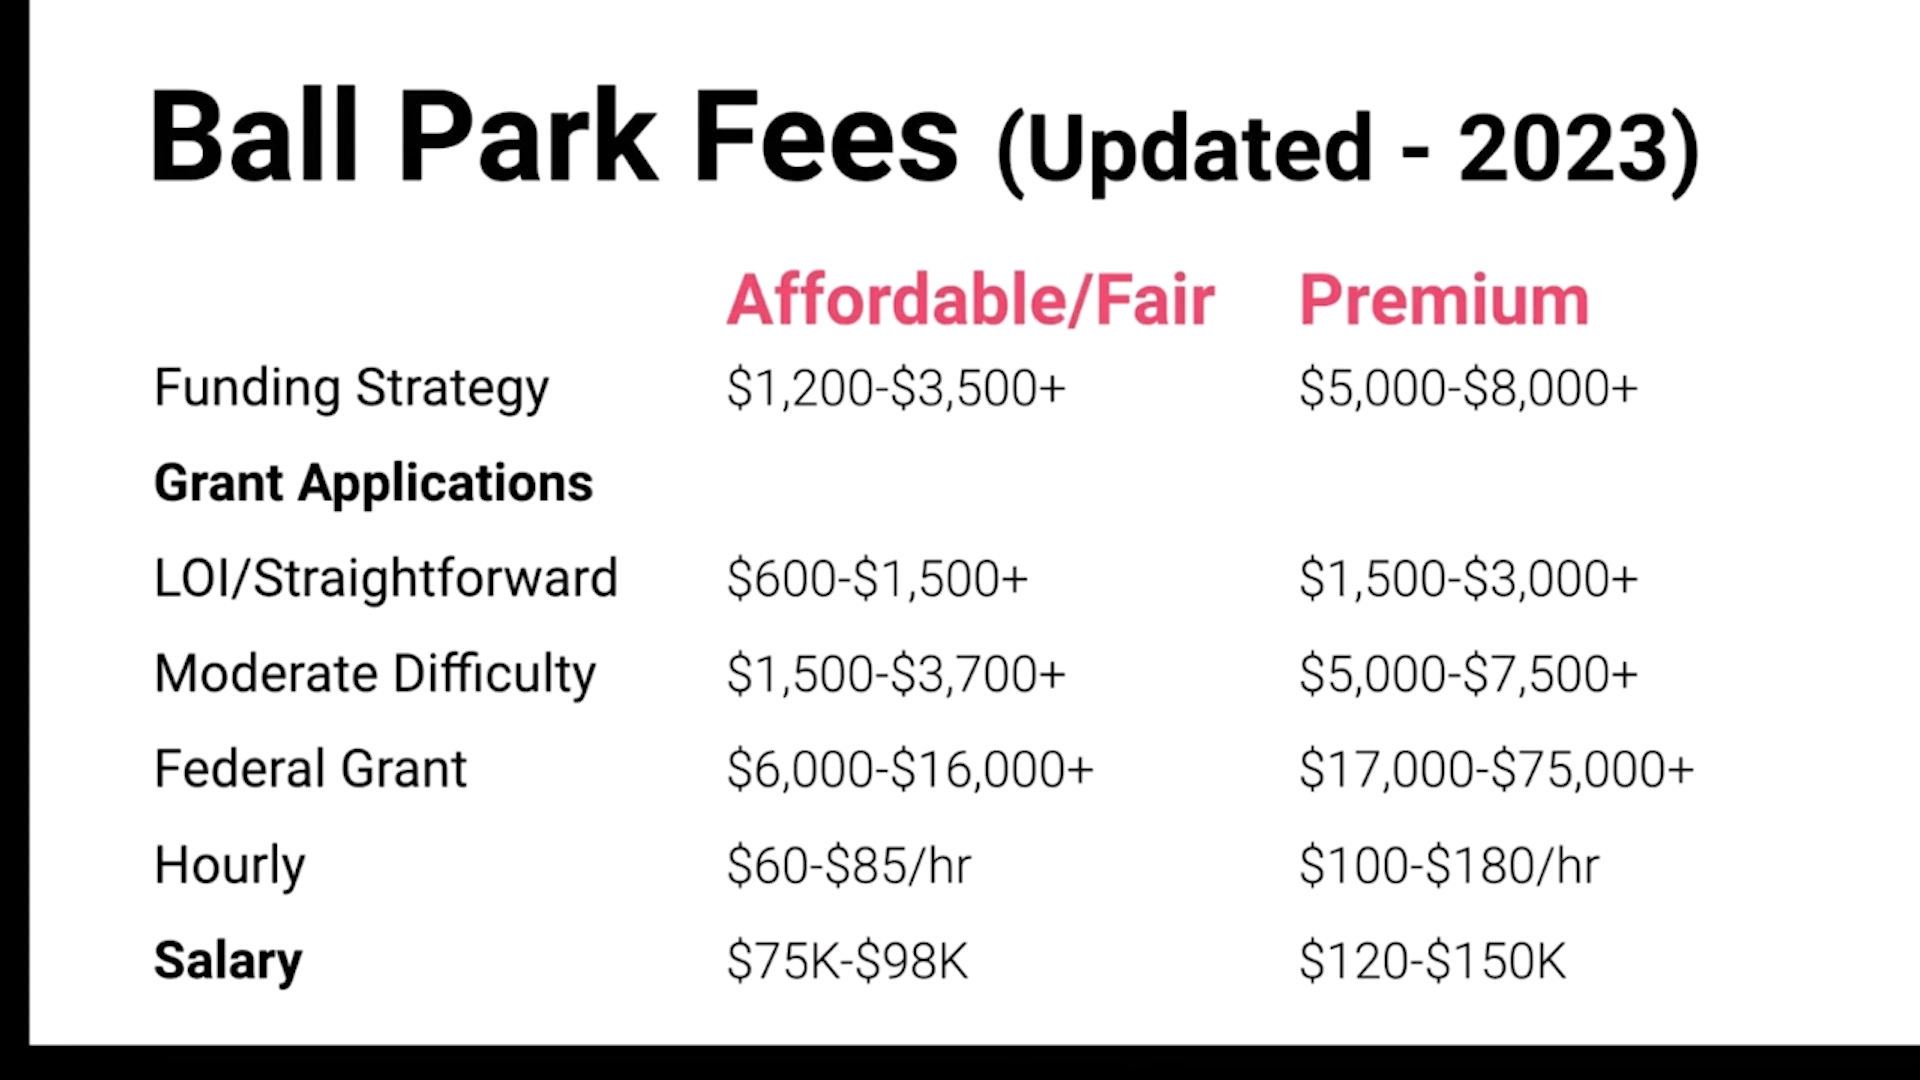 Ball Park Fees (Updated - 2023)
Affordable/Fair Premium
Funding Strategy $1,200-$3,500+ $5,000-$8,000+
Grant Applications
LOI/Straightforward $600-$1,500+ $1,500-$3,000+
Moderate Difficulty $1,500-$3,700+ $5,000-$7,500+
Federal Grant $6,000-$16,000+ $17,000-$75,000+
Hourly $60-$85/hr $100-$180/hr
Salary $75K-$98K $120-$150K